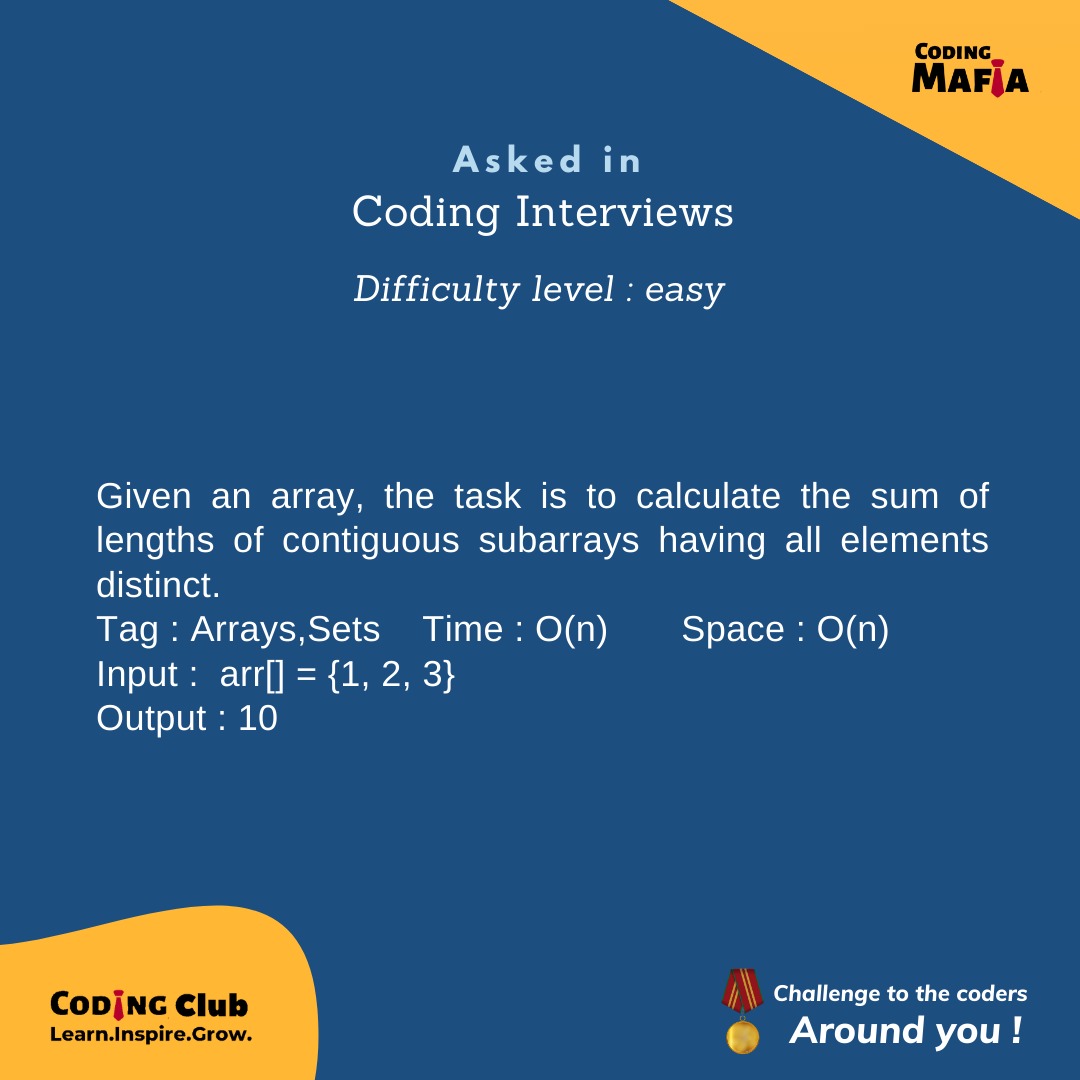 CODING
MAFIA
Asked in
Coding Interviews
Difficulty level : easy
Given an array, the task is to calculate the sum of
lengths of contiguous subarrays having all elements
distinct.
Tag : Arrays,Sets Time : O(n) Space : O(n)
Input : arr[] = {1, 2, 3}
Output : 10
CODING Club
Learn.Inspire.Grow.
Challenge to the coders
Around you !